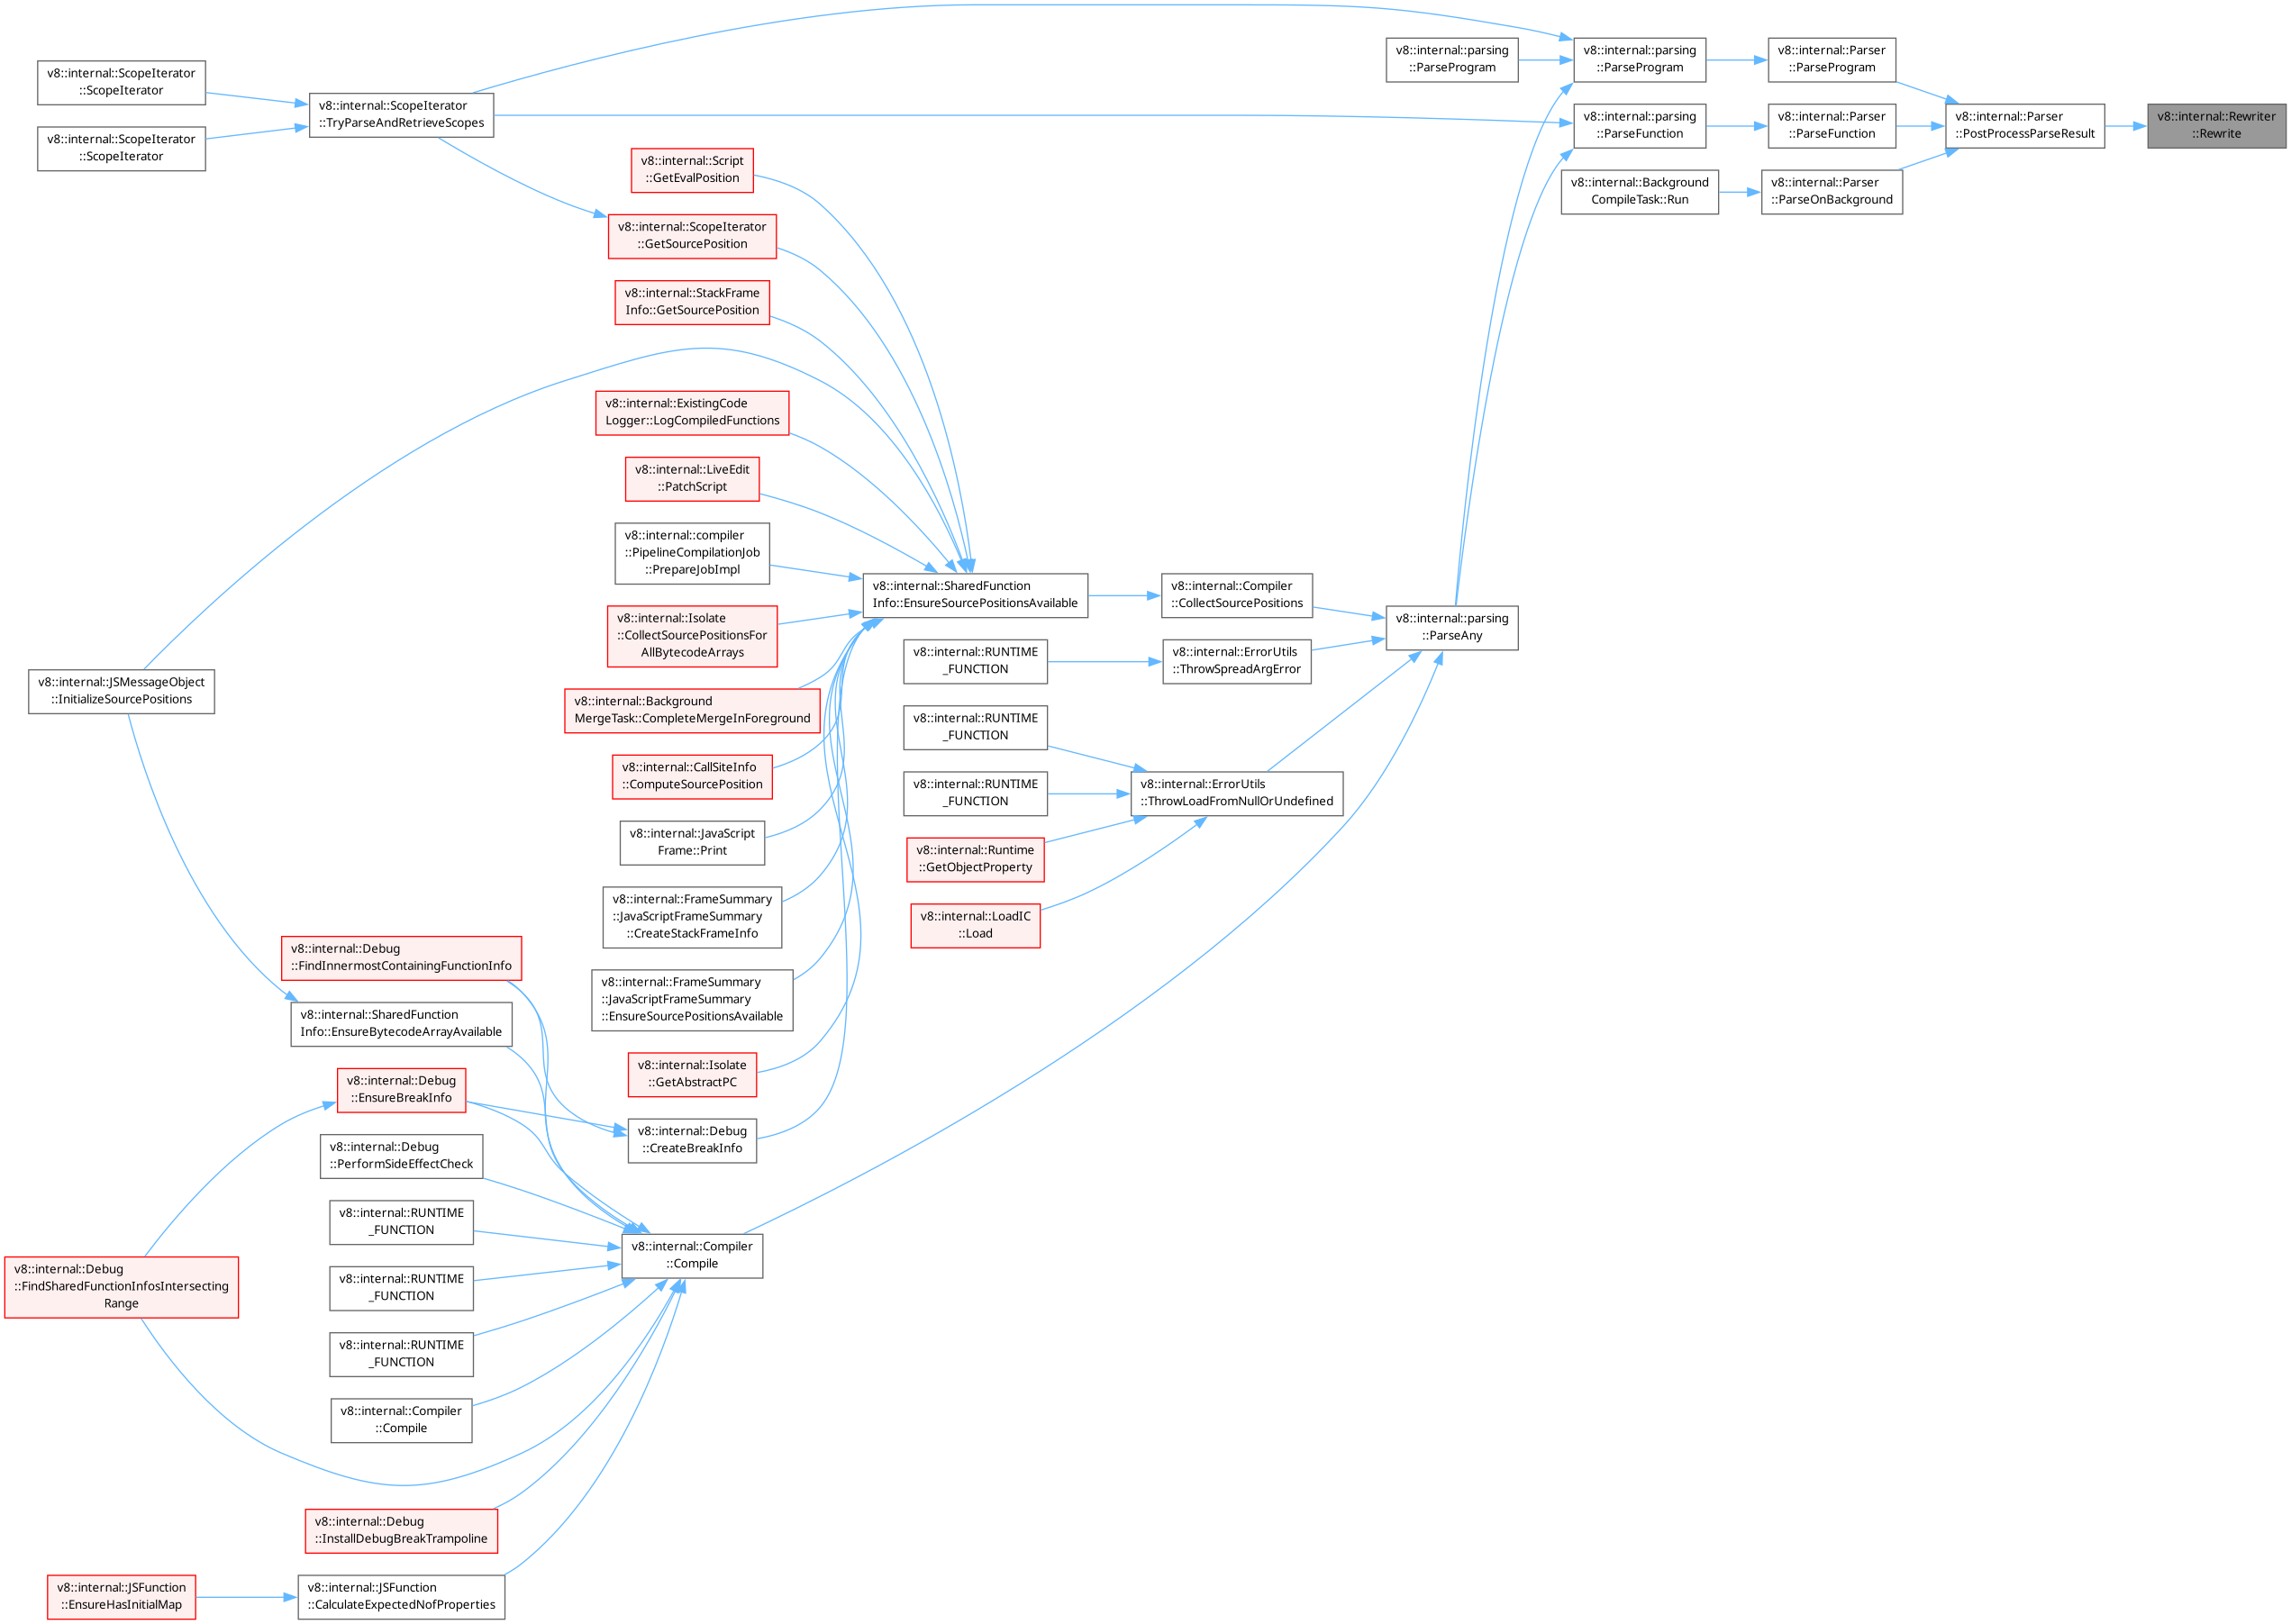 v8::internal::Rewriter
::Rewrite
v8::internal::Parser
::PostProcessParseResult
v8::internal::Parser
::ParseProgram
v8::internal::parsing
::ParseProgram
v8::internal::parsing
::ParseProgram
v8::internal::ScopeIterator
::TryParseAndRetrieveScopes
v8::internal::ScopeIterator
::ScopeIterator
v8::internal::ScopeIterator
::ScopeIterator
v8::internal::Parser
::ParseFunction
v8::internal::parsing
::ParseFunction
v8::internal::Parser
::ParseOnBackground
v8::internal::Background
CompileTask::Run
v8::internal::parsing
::ParseAny
v8::internal::Compiler
::CollectSourcePositions
v8::internal::SharedFunction
Info::EnsureSourcePositionsAvailable
v8::internal::Script
::GetEvalPosition
v8::internal::ScopeIterator
::GetSourcePosition
v8::internal::StackFrame
Info::GetSourcePosition
v8::internal::ExistingCode
Logger::LogCompiledFunctions
v8::internal::LiveEdit
::PatchScript
v8::internal::compiler
::PipelineCompilationJob
::PrepareJobImpl
v8::internal::Isolate
::CollectSourcePositionsFor
AllBytecodeArrays
v8::internal::Background
MergeTask::CompleteMergeInForeground
v8::internal::CallSiteInfo
::ComputeSourcePosition
v8::internal::JavaScript
Frame::Print
v8::internal::FrameSummary
::JavaScriptFrameSummary
::CreateStackFrameInfo
v8::internal::FrameSummary
::JavaScriptFrameSummary
::EnsureSourcePositionsAvailable
v8::internal::Isolate
::GetAbstractPC
v8::internal::Debug
::CreateBreakInfo
v8::internal::JSMessageObject
::InitializeSourcePositions
v8::internal::ErrorUtils
::ThrowSpreadArgError
v8::internal::RUNTIME
_FUNCTION
v8::internal::ErrorUtils
::ThrowLoadFromNullOrUndefined
v8::internal::RUNTIME
_FUNCTION
v8::internal::RUNTIME
_FUNCTION
v8::internal::Runtime
::GetObjectProperty
v8::internal::LoadIC
::Load
v8::internal::Compiler
::Compile
v8::internal::Debug
::FindInnermostContainingFunctionInfo
v8::internal::SharedFunction
Info::EnsureBytecodeArrayAvailable
v8::internal::Debug
::EnsureBreakInfo
v8::internal::Debug
::PerformSideEffectCheck
v8::internal::RUNTIME
_FUNCTION
v8::internal::RUNTIME
_FUNCTION
v8::internal::RUNTIME
_FUNCTION
v8::internal::Compiler
::Compile
v8::internal::Debug
::FindSharedFunctionInfosIntersecting
Range
v8::internal::Debug
::InstallDebugBreakTrampoline
v8::internal::JSFunction
::CalculateExpectedNofProperties
v8::internal::JSFunction
::EnsureHasInitialMap